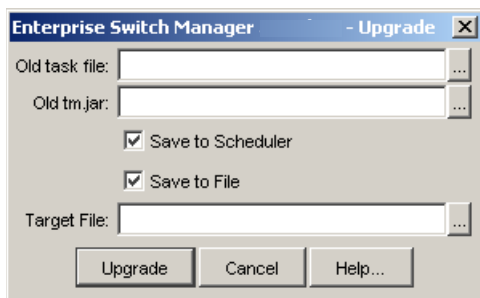 Enterprise Switch Manager - Upgrade
Old task file:
...
Old tm.jar:
...
Save to Scheduler
Save to File
Target File:
...
Upgrade Cancel Help...